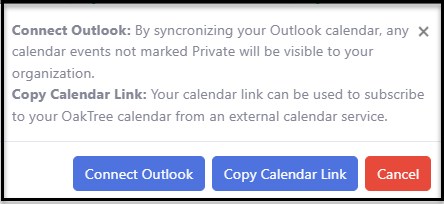 Connect Outlook: By syncronizing your Outlook calendar, any
calendar events not marked Private will be visible to your
organization.
Copy Calendar Link: Your calendar link can be used to subscribe
to your OakTree calendar from an external calendar service.
Connect Outlook Copy Calendar Link Cancel